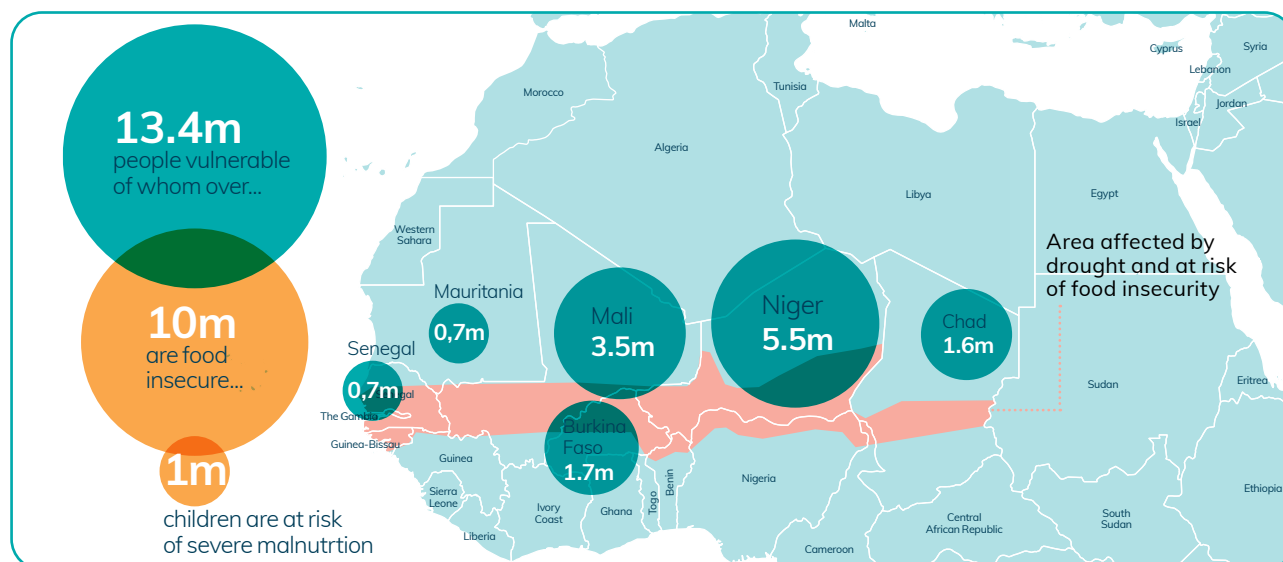 13.4m
people vulnerable
of whom over...
10m
are food
insecure...
1m
children are at risk
of severe malnutrtion
Malta
Cyprus
Syria
Lebanon
Jordan
Israel
Tunisia
Morocco
Algeria
Libya
Egypt
Western
Sahara
Area affected by
drought and at risk
of food insecurity
Mauritania
0,7m
Mali
3.5m
Niger
5.5m
Chad
1.6m
Senegal
0,7m
Sudan
Eritrea
The Gambia
Guinea-Bissau
Guinea
Burkina
Faso
1.7m
Sierra
Leone
Liberia
Ivory
Coast
Ghana
Togo
Benin
Nigeria
Cameroon
Central
African Republic
South
Sudan
Ethiopia